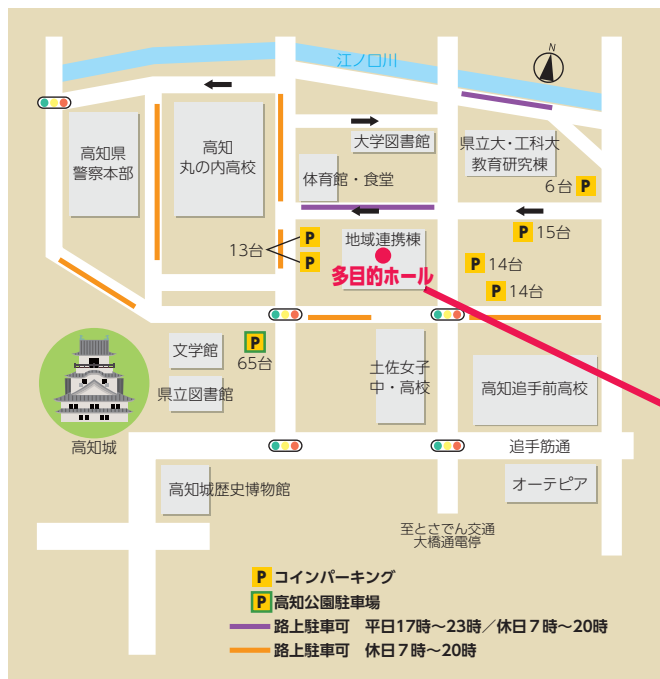 江ノ口川
N
大学図書館
県立大・工科大
教育研究棟
高知県
警察本部
高知
丸の内高校
体育館・食堂
6台 P
P 15台
13台
P
P
地域連携棟
多目的ホール
P 14台
P 14台
文学館
P
65台
県立図書館
土佐女子
中・高校
高知追手前高校
高知城
追手筋通
高知城歴史博物館
オーテピア
至とさでん交通
大橋通電停
P コインパーキング
P 高知公園駐車場
路上駐車可 平日17時～23時／休日7時～20時
路上駐車可 休日7時～20時